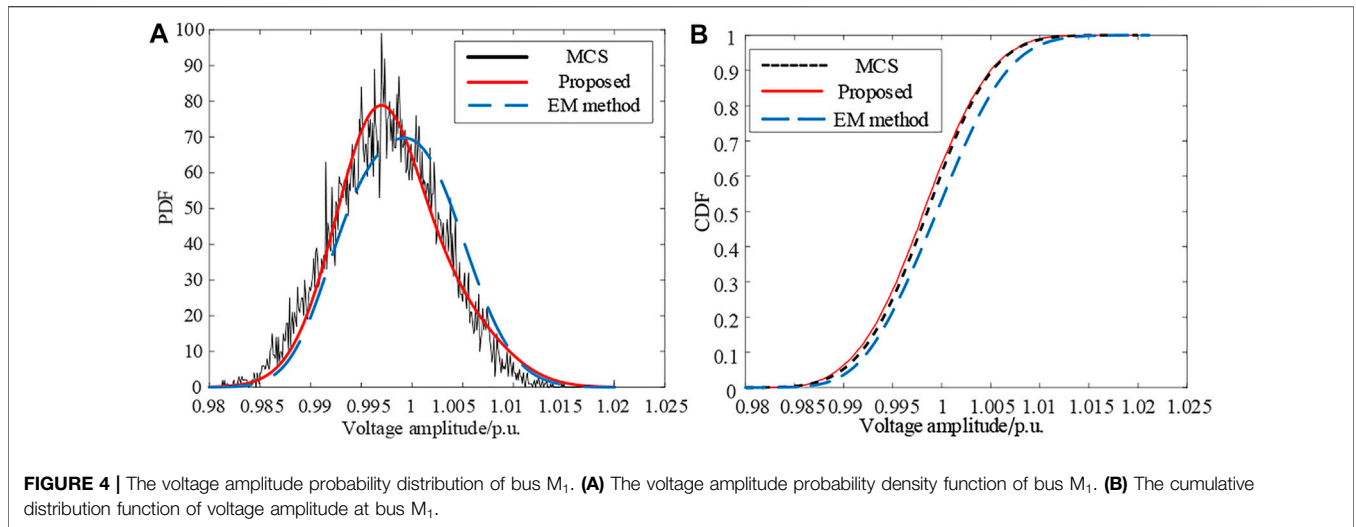 A
100
90
80
70
60
50
40
30
20
10
0
PDF
MCS
Proposed
EM method
0.98 0.985 0.99 0.995 1 1.005 1.01 1.015 1.02 1.025
Voltage amplitude/p.u.
B
1
0.9
0.8
0.7
0.6
0.5
0.4
0.3
0.2
0.1
0
CDF
MCS
Proposed
EM method
0.98 0.985 0.99 0.995 1 1.005 1.01 1.015 1.02 1.025
Voltage amplitude/p.u.
FIGURE 4 | The voltage amplitude probability distribution of bus M₁. (A) The voltage amplitude probability density function of bus M₁. (B) The cumulative
distribution function of voltage amplitude at bus M₁.